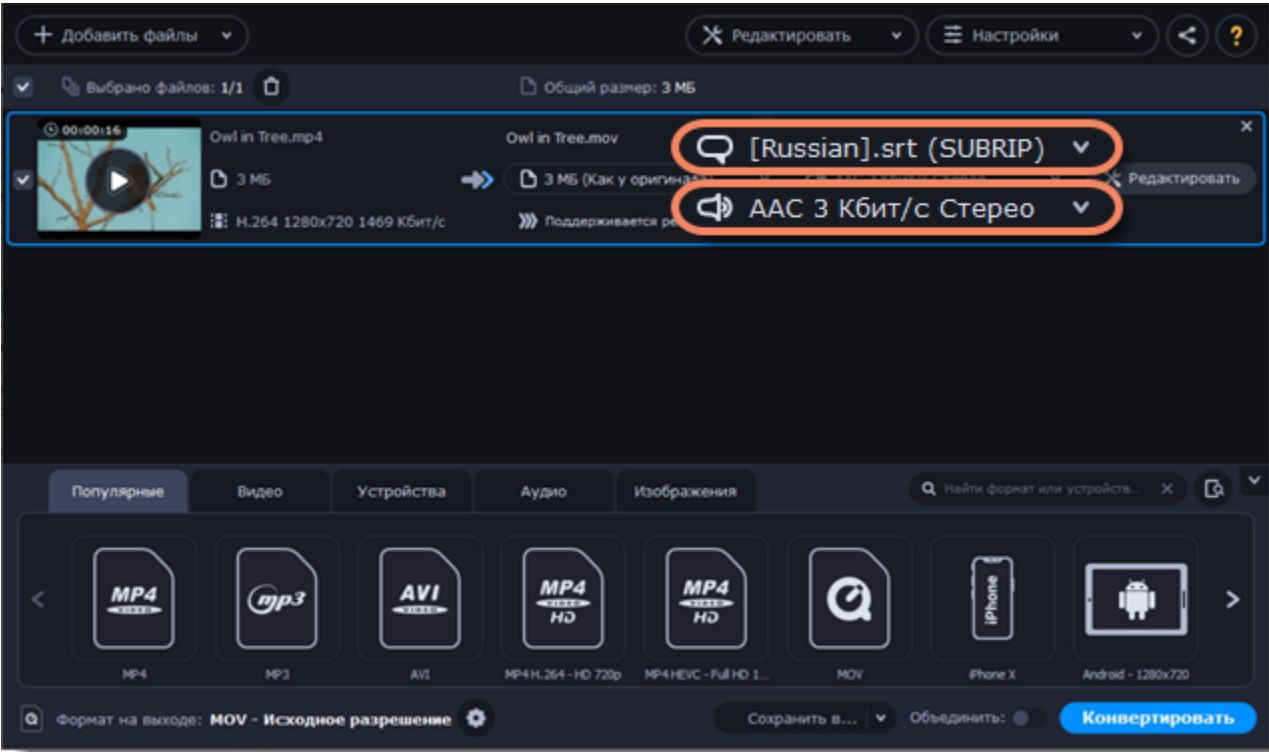 Добавить файлы
Редактировать
Настройки
?
Выбрано файлов: 1/1
Общий размер: 3 МБ
00:00:16
Owl in Tree.mp4
Owl in Tree.mov
[Russian].srt (SUBRIP)
3 МБ
3 МБ (Как у оригинала)
Редактировать
H.264 1280x720 1469 Кбит/с
Поддерживается
AAC 3 Кбит/с Стерео
Популярные
Видео
Устройства
Аудио
Изображения
Найти формат или устройств...
MP4 VIDEO
mp3
AVI VIDEO
MP4 VIDEO HD
MP4 VIDEO HD
iPhone
MP4
MP3
AVI
MP4 H.264 - HD 720p
MP4 HEVC - Full HD 1...
MOV
iPhone X
Android - 1280x720
Формат на выходе: MOV - Исходное разрешение
Сохранить в...
Объединить:
Конвертировать